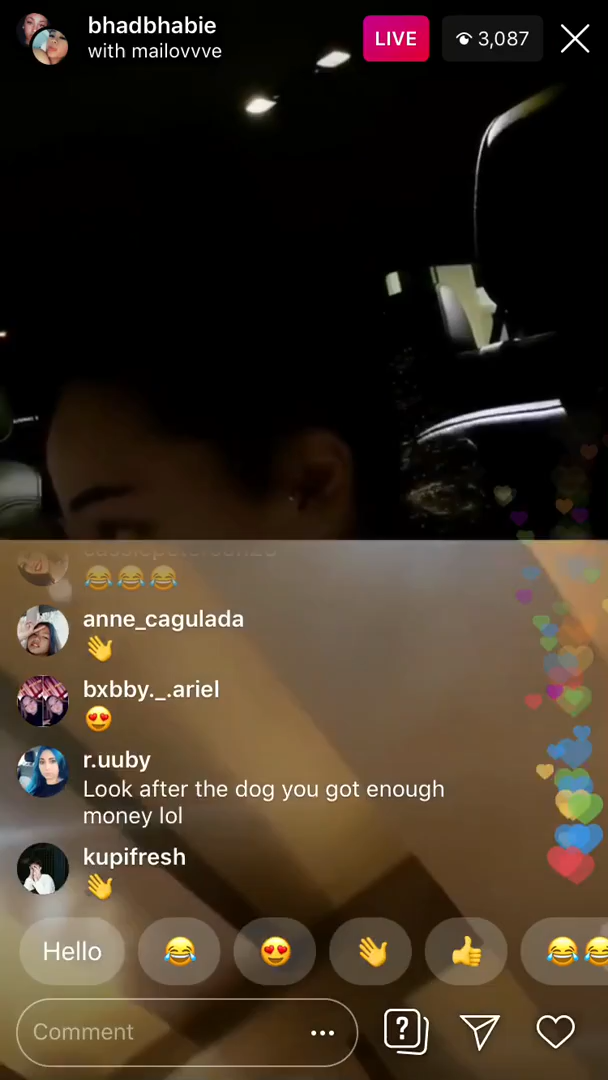 bhadbhabie
with mailovvve
LIVE
3,087
😂😂😂
anne_cagulada
👋
bxbby._.ariel
😍
r.uuby
Look after the dog you got enough
money lol
kupifresh
👋
Hello 😂 😍 👋 👍 😂😂
Comment